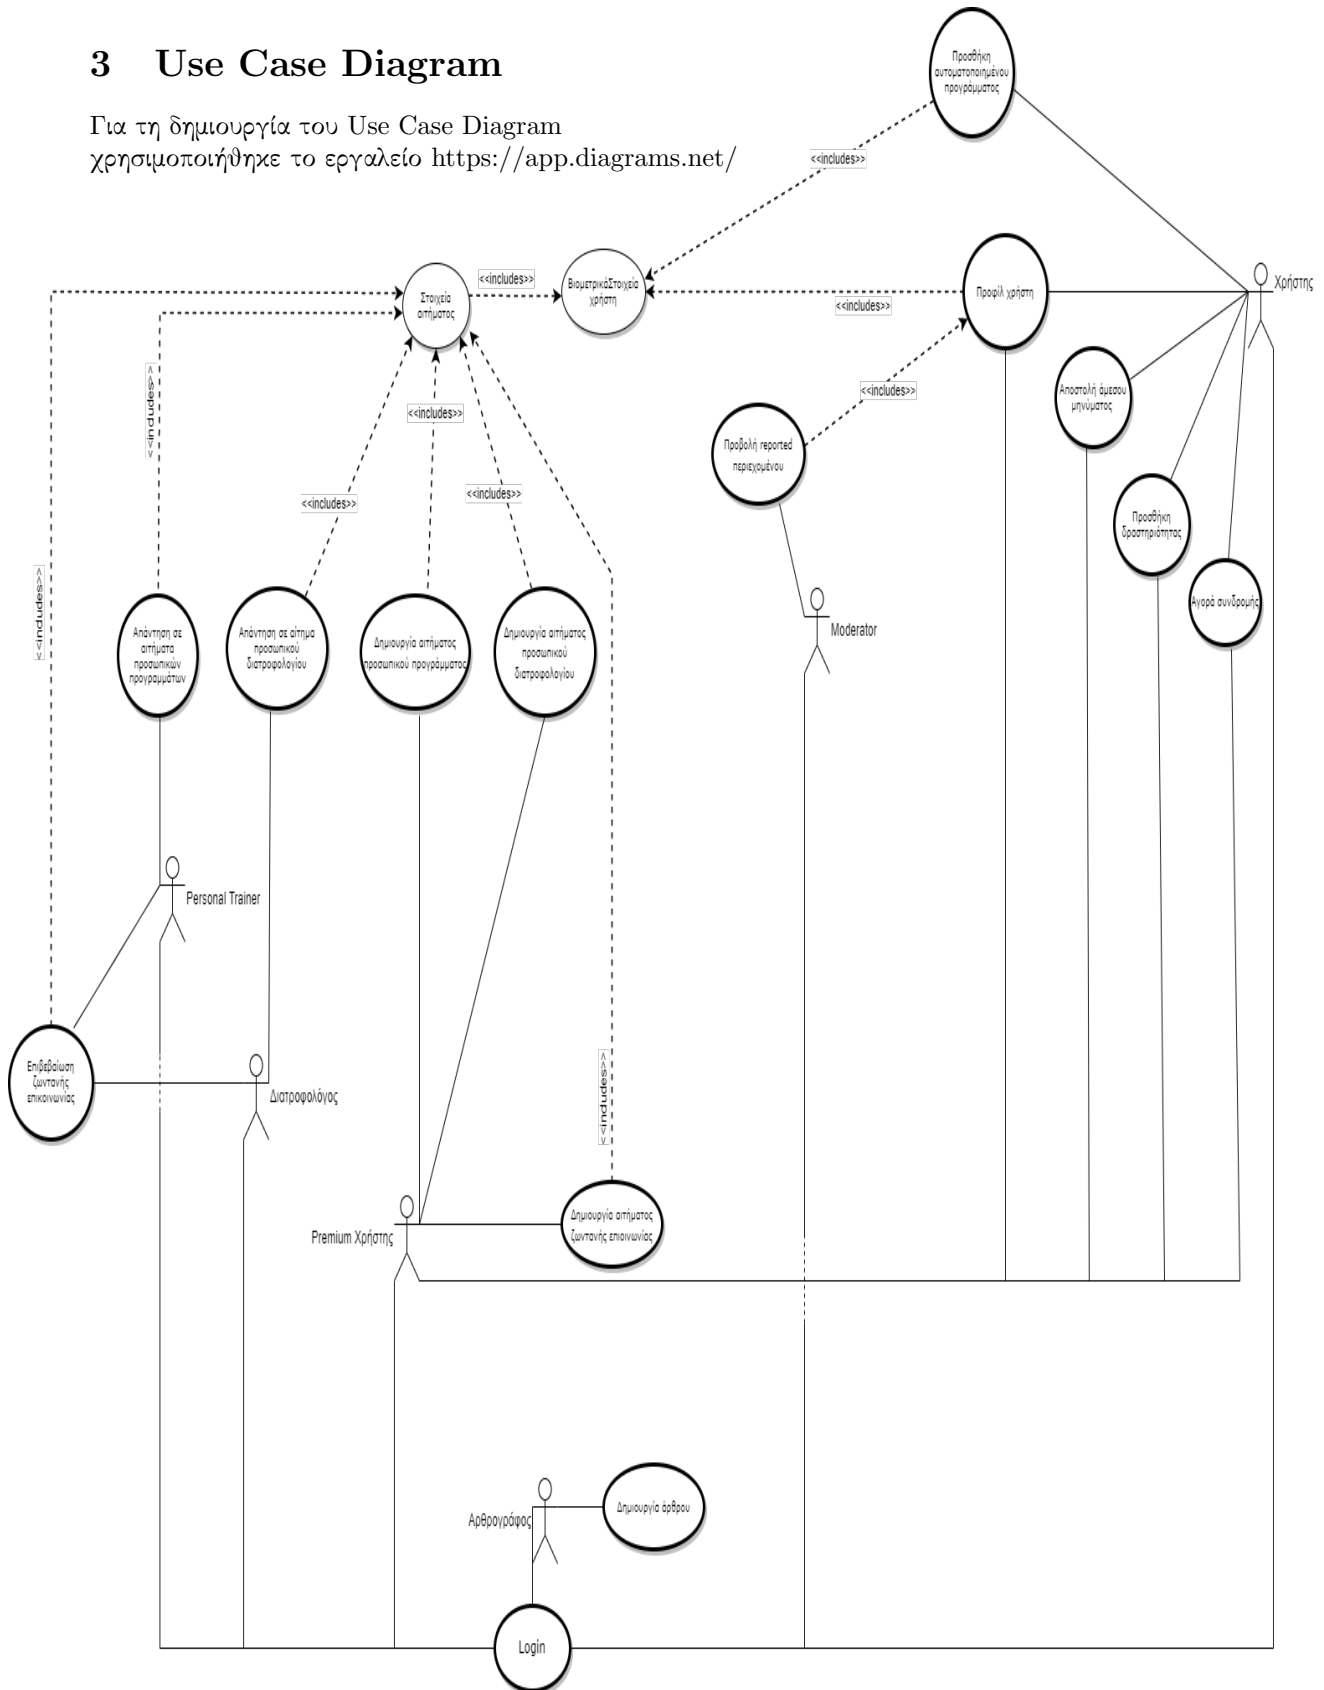 3 Use Case Diagram
Για τη δημιουργία του Use Case Diagram
χρησιμοποιήθηκε το εργαλείο https://app.diagrams.net/
Προσθήκη
αυτοματοποιημένου
προγράμματος
<<includes>>
Στοιχεία
αιτήματος
<<includes>>
ΒιομετρικάΣτοιχεία
χρήστη
<<includes>>
Προφίλ χρήστη
Χρήστης
<<includes>>
<<includes>>
<<includes>>
Αποστολή άμεσου
μηνύματος
Προβολή reported
περιεχομένου
<<includes>>
<<includes>>
Προσθήκη
δραστηριότητας
<<includes>>
Αγορά συνδρομής
Απάντηση σε
αιτήματα
προσωπικών
προγραμμάτων
Απάντηση σε αίτημα
προσωπικού
διατροφολογίου
Δημιουργία αιτήματος
προσωπικού προγράμματος
Δημιουργία αιτήματος
προσωπικού
διατροφολογίου
Moderator
Personal Trainer
Επιβεβαίωση
ζωντανής
επικοινωνίας
Διατροφολόγος
<<includes>>
Premium Χρήστης
Δημιουργία αιτήματος
ζωντανής επιοινωνίας
Αρθρογράφος
Δημιουργία άρθρου
Login